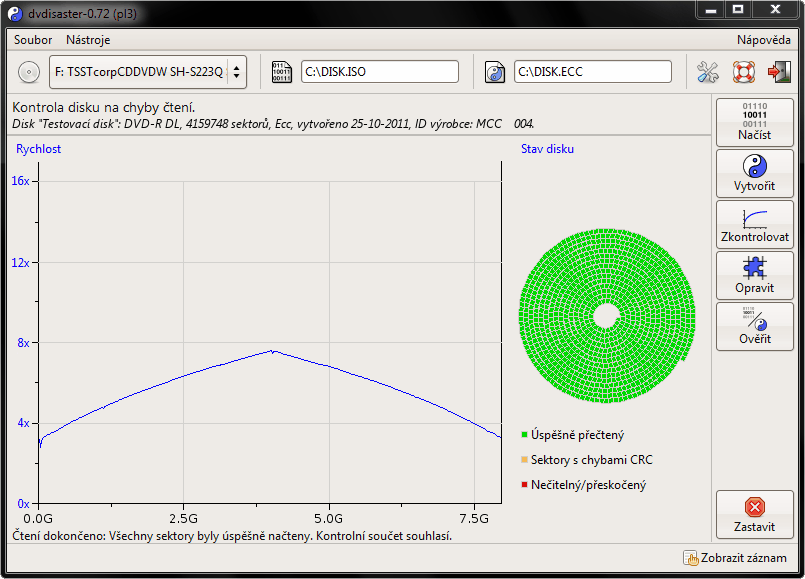 dvdisaster-0.72 (pl3)
Soubor Nástroje Nápověda
F: TSSTcorpCDDVDW SH-S223Q
C:\DISK.ISO
C:\DISK.ECC
Kontrola disku na chyby čtení.
Disk "Testovací disk": DVD-R DL, 4159748 sektorů, Ecc, vytvořeno 25-10-2011, ID výrobce: MCC 004.
Rychlost
16x
12x
8x
4x
0x
0.0G 2.5G 5.0G 7.5G
Stav disku
Úspěšně přečtený
Sektory s chybami CRC
Nečitelný/přeskočený
Čtení dokončeno: Všechny sektory byly úspěšně načteny. Kontrolní součet souhlasí.
01110
10011
00111
Načíst
Vytvořit
Zkontrolovat
Opravit
Ověřit
Zastavit
Zobrazit záznam